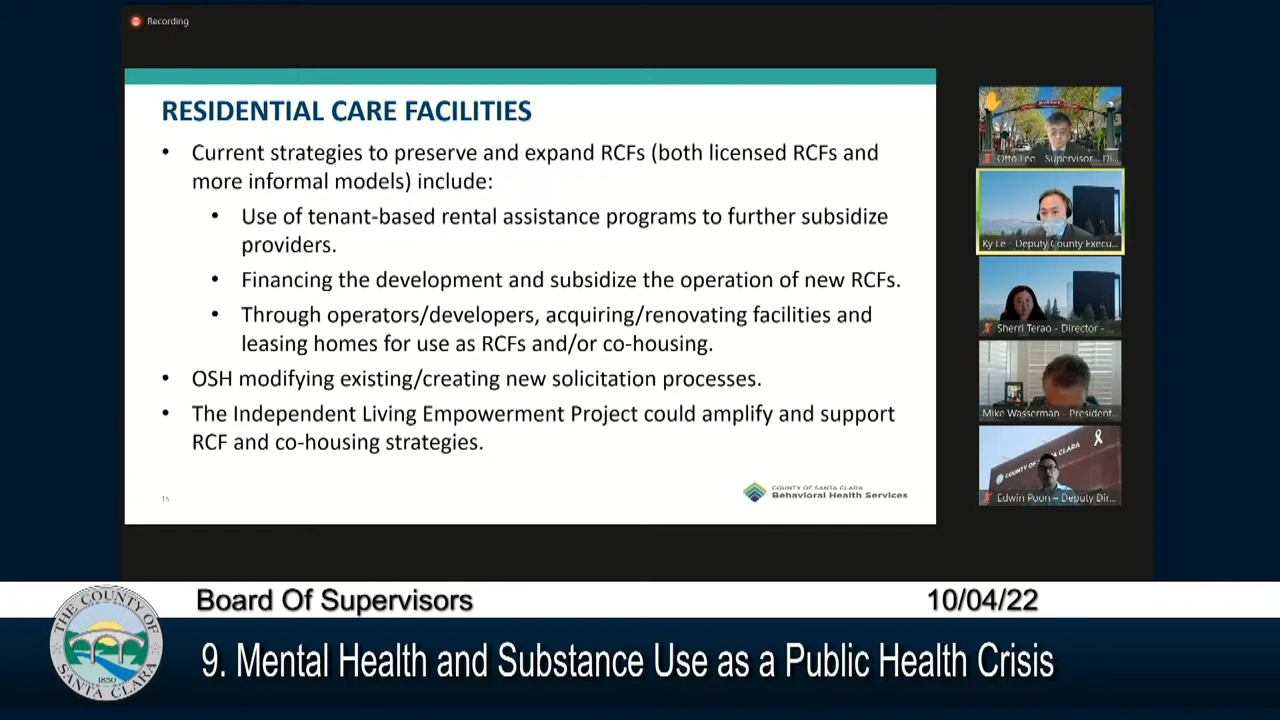 Recording
RESIDENTIAL CARE FACILITIES
• Current strategies to preserve and expand RCFs (both licensed RCFs and
more informal models) include:
• Use of tenant-based rental assistance programs to further subsidize
providers.
• Financing the development and subsidize the operation of new RCFs.
• Through operators/developers, acquiring/renovating facilities and
leasing homes for use as RCFs and/or co-housing.
• OSH modifying existing/creating new solicitation processes.
• The Independent Living Empowerment Project could amplify and support
RCF and co-housing strategies.
15
COUNTY OF SANTA CLARA
Behavioral Health Services
Otto Lee - Supervisor - Di...
Ky Le - Deputy County Execu...
Sherri Terao - Director - ...
Mike Wasserman - President...
COUNTY OF SANTA CLARA
Edwin Poon - Deputy Dir...
Board Of Supervisors
10/04/22
THE COUNTY OF
SANTA CLARA
1850
9. Mental Health and Substance Use as a Public Health Crisis